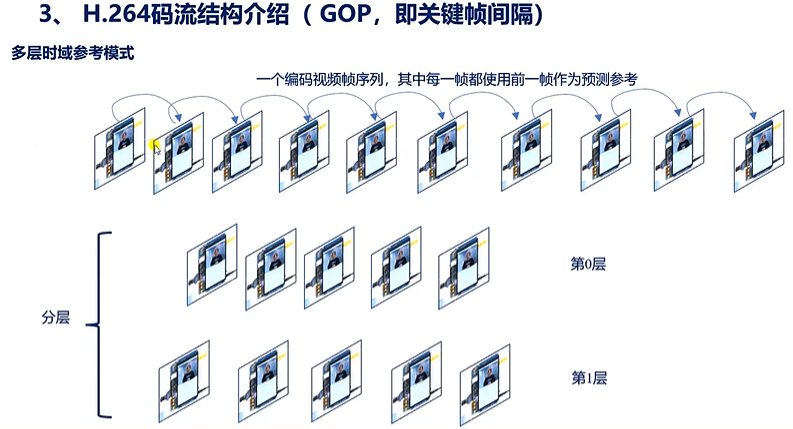 3、 H.264码流结构介绍（ GOP，即关键帧间隔）
多层时域参考模式
一个编码视频帧序列，其中每一帧都使用前一帧作为预测参考
第0层
分层
第1层